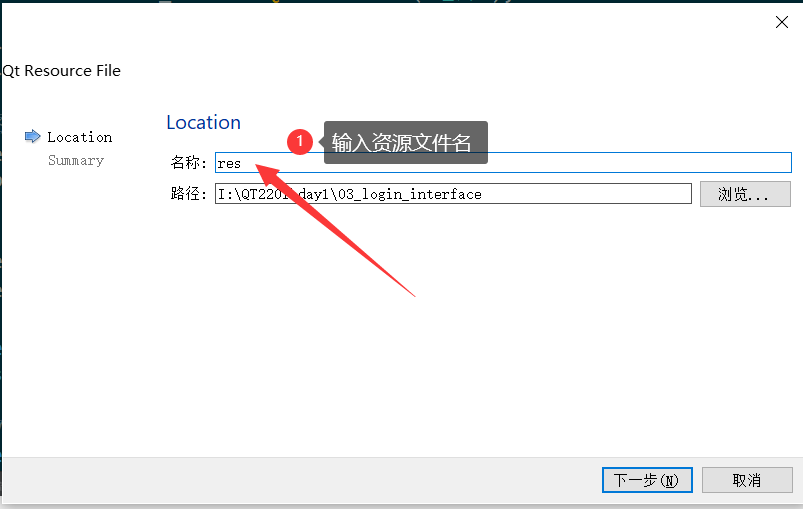 Qt Resource File
Location
Summary
Location
1 输入资源文件名
名称: res
路径: I:\QT220 day1\03_login_interface
浏览...
下一步(N)
取消